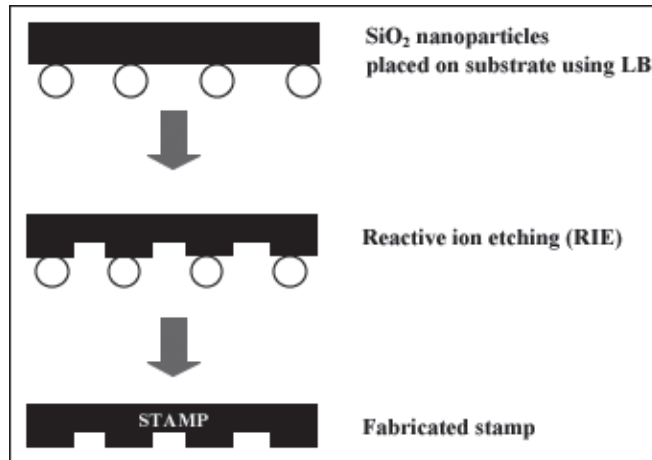 SiO₂ nanoparticles
placed on substrate using LB
Reactive ion etching (RIE)
STAMP
Fabricated stamp